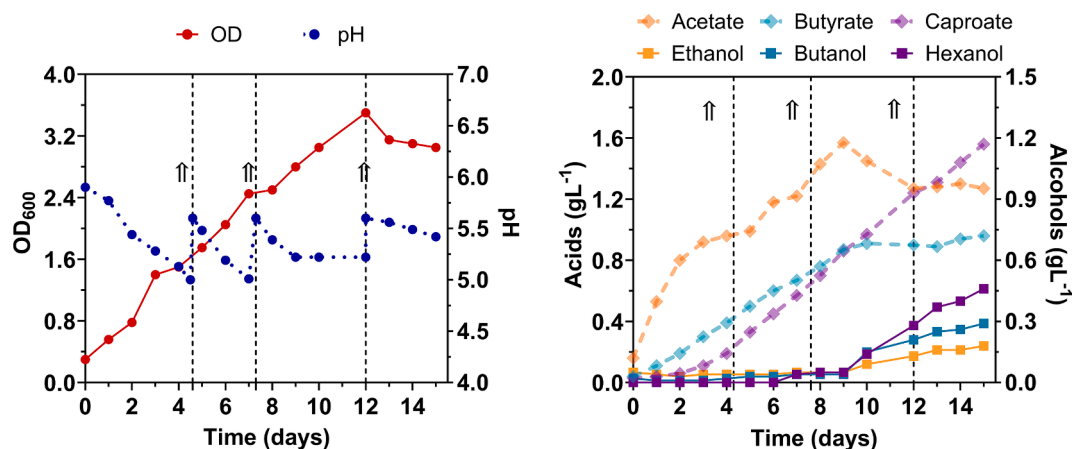 OD pH
4.0
3.2
2.4
1.6
0.8
0.0
OD600
7.0
6.5
6.0
5.5
5.0
4.5
4.0
pH
⇑ ⇑ ⇑
0 2 4 6 8 10 12 14
Time (days)
Acetate Butyrate Caproate
Ethanol Butanol Hexanol
2.0
1.6
1.2
0.8
0.4
0.0
Acids (gL-1)
1.5
1.2
0.9
0.6
0.3
0.0
Alcohols (gL-1)
⇑ ⇑ ⇑
0 2 4 6 8 10 12 14
Time (days)